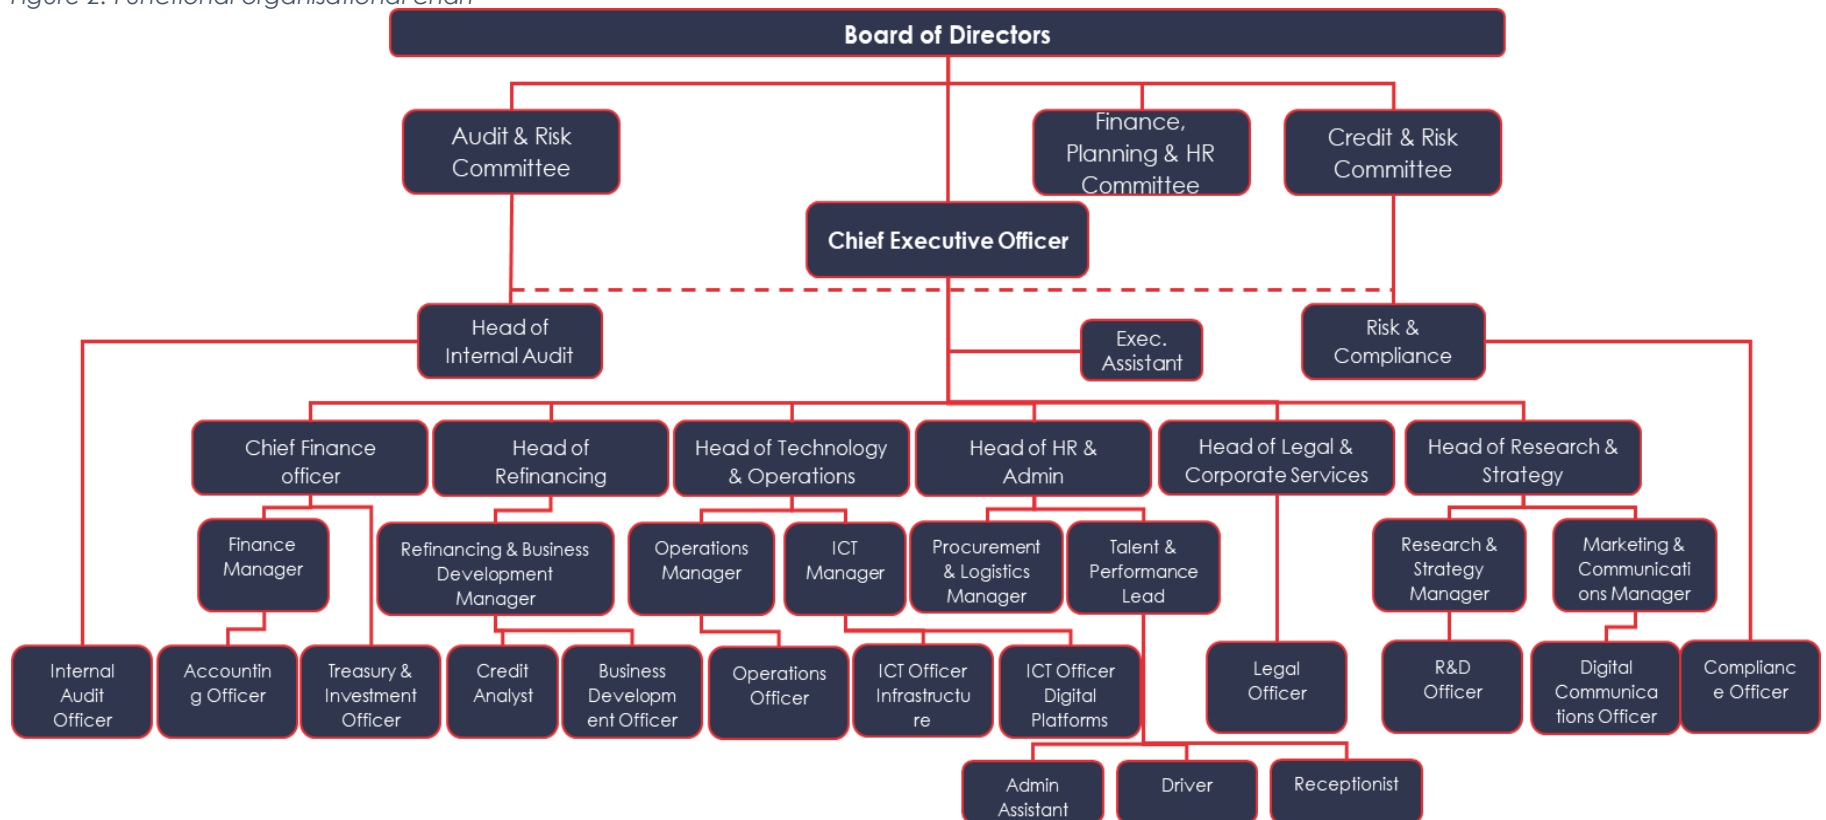 Figure 2: Functional organisational chart
Board of Directors
Audit & Risk
Committee
Finance,
Planning & HR
Committee
Credit & Risk
Committee
Chief Executive Officer
Head of
Internal Audit
Exec.
Assistant
Risk &
Compliance
Chief Finance
officer
Head of
Refinancing
Head of Technology
& Operations
Head of HR &
Admin
Head of Legal &
Corporate Services
Head of Research &
Strategy
Finance
Manager
Refinancing & Business
Development
Manager
Operations
Manager
ICT
Manager
Procurement
& Logistics
Manager
Talent &
Performance
Lead
Research &
Strategy
Manager
Marketing &
Communicati
ons Manager
Internal
Audit
Officer
Accountin
g Officer
Treasury &
Investment
Officer
Credit
Analyst
Business
Developm
ent Officer
Operations
Officer
ICT Officer
Infrastructu
re
ICT Officer
Digital
Platforms
Legal
Officer
R&D
Officer
Digital
Communica
tions Officer
Complianc
e Officer
Admin
Assistant
Driver
Receptionist